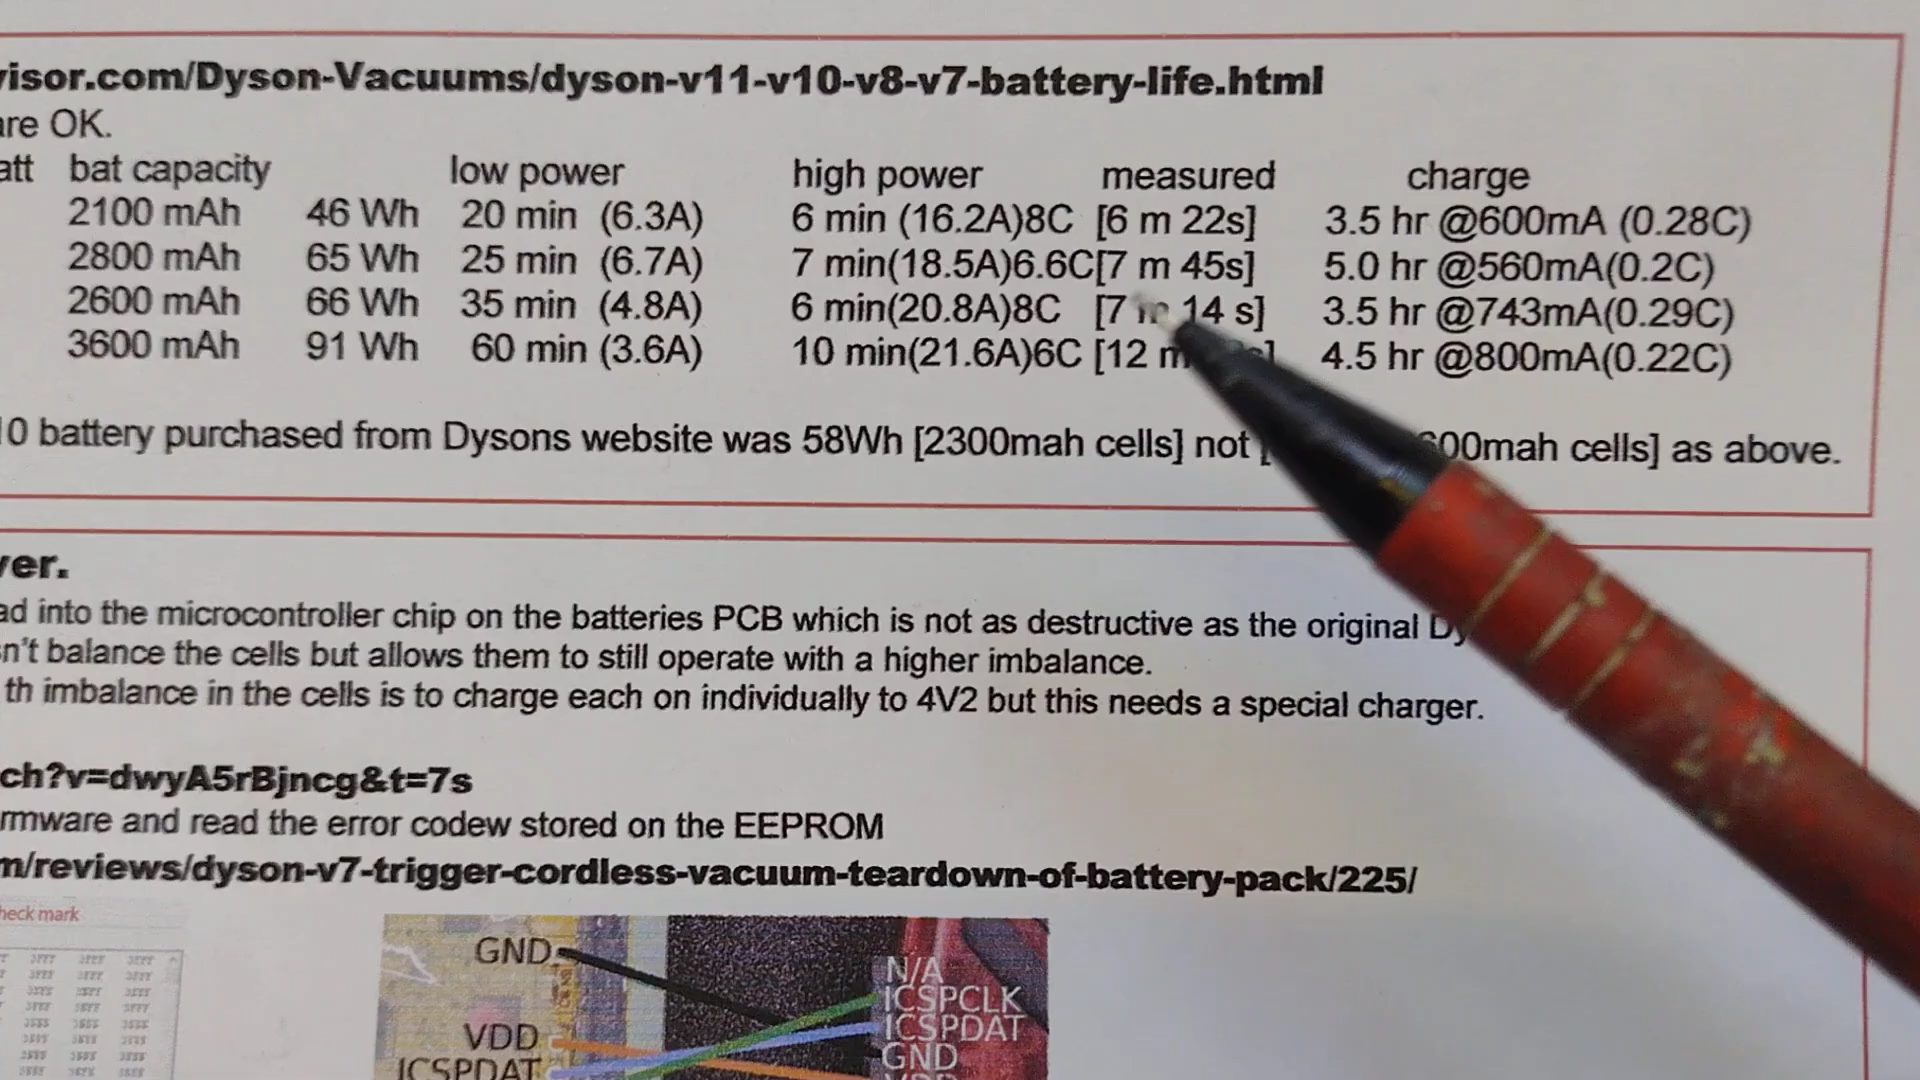 visor.com/Dyson-Vacuums/dyson-v11-v10-v8-v7-battery-life.html
are OK.
att bat capacity low power high power measured charge
2100 mAh 46 Wh 20 min (6.3A) 6 min (16.2A)8C [6 m 22s] 3.5 hr @600mA (0.28C)
2800 mAh 65 Wh 25 min (6.7A) 7 min(18.5A)6.6C[7 m 45s] 5.0 hr @560mA(0.2C)
2600 mAh 66 Wh 35 min (4.8A) 6 min(20.8A)8C [7 m 14 s] 3.5 hr @743mA(0.29C)
3600 mAh 91 Wh 60 min (3.6A) 10 min(21.6A)6C [12 m s] 4.5 hr @800mA(0.22C)
0 battery purchased from Dysons website was 58Wh [2300mah cells] not [ 600mah cells] as above.
ver.
ad into the microcontroller chip on the batteries PCB which is not as destructive as the original Dy
n't balance the cells but allows them to still operate with a higher imbalance.
th imbalance in the cells is to charge each on individually to 4V2 but this needs a special charger.
ch?v=dwyA5rBjncg&t=7s
rmware and read the error codew stored on the EEPROM
m/reviews/dyson-v7-trigger-cordless-vacuum-teardown-of-battery-pack/225/
heck mark
GND
N/A
ICSPCLK
VDD
ICSPDAT
GND
ICSPDAT
VDD